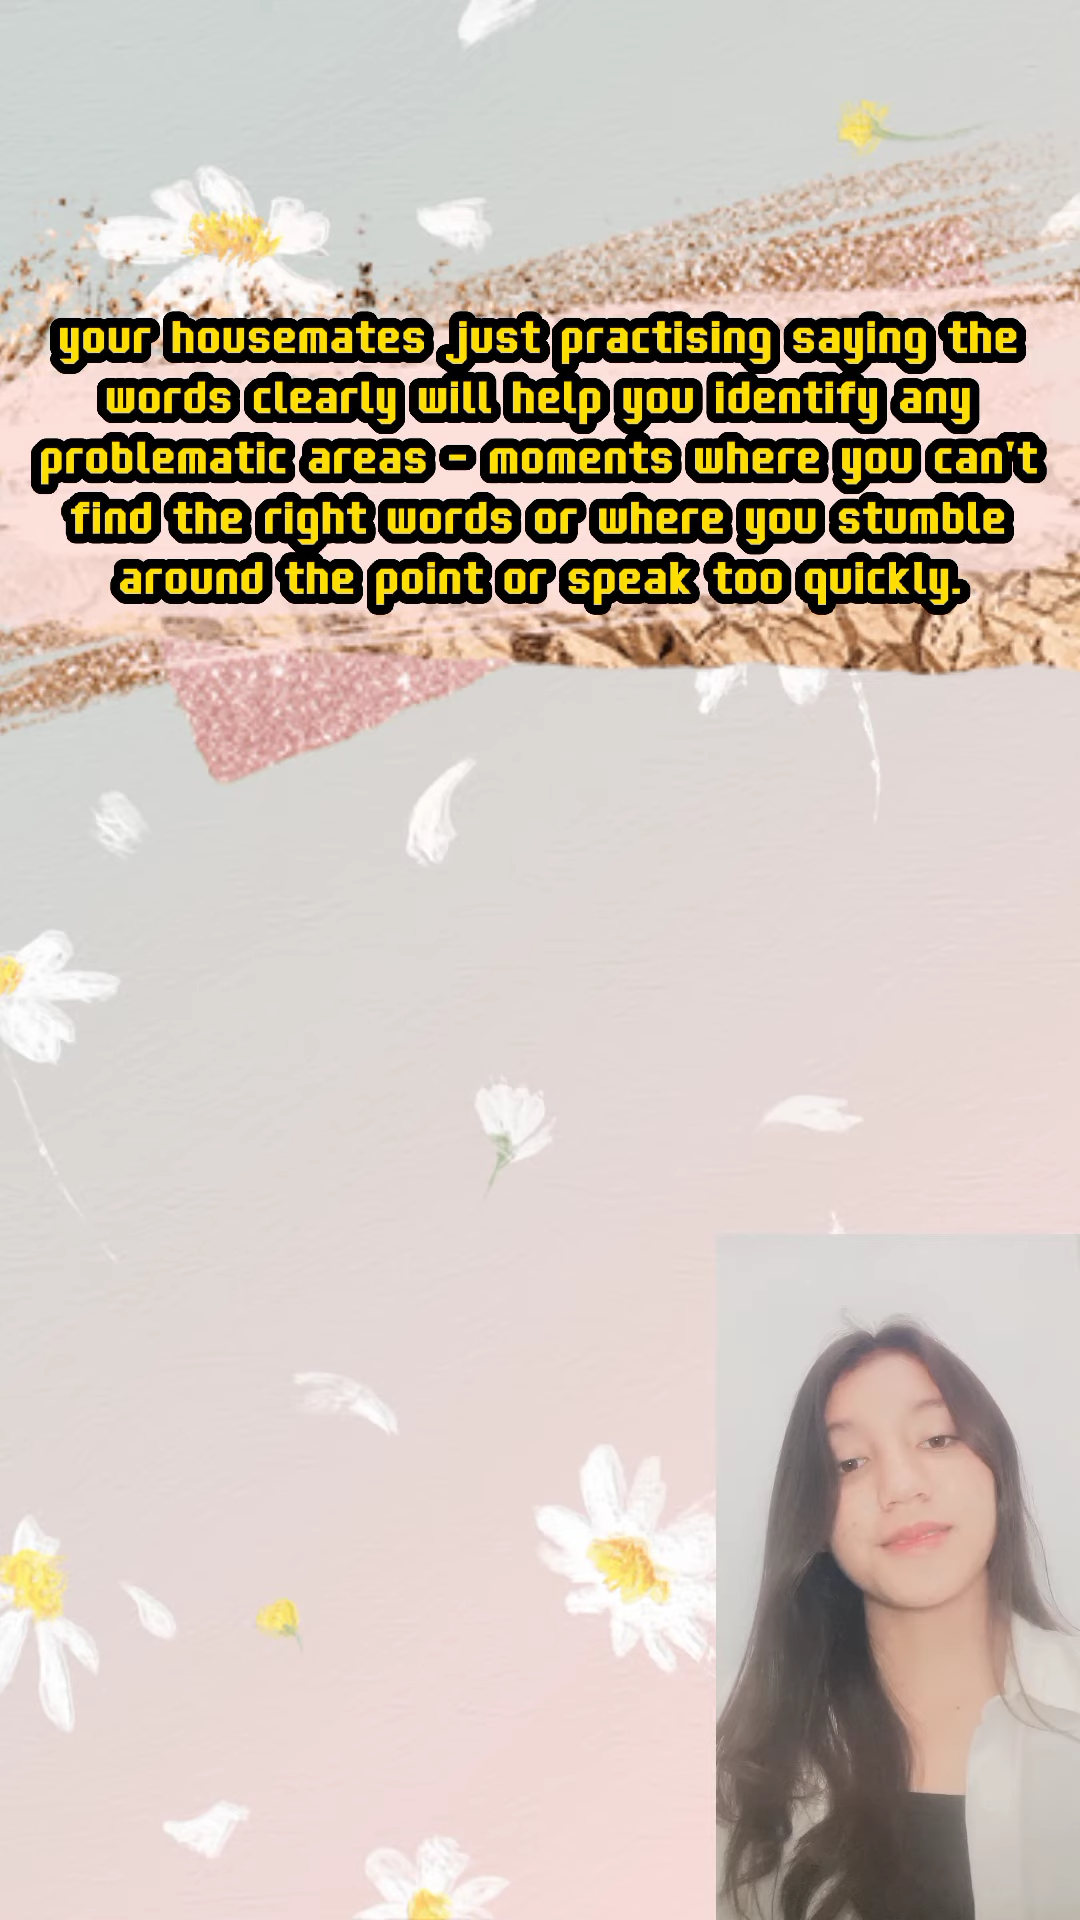 your housemates just practising saying the
words clearly will help you identify any
problematic areas - moments where you can't
find the right words or where you stumble
around the point or speak too quickly.